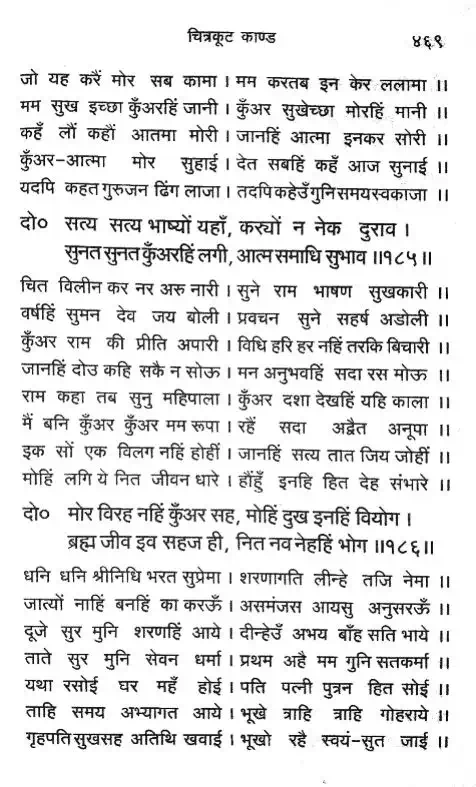 चित्रकूट काण्ड ४६९
जो यह करैं मोर सब कामा । मम करतब इन केर ललामा ।।
मम सुख इच्छा कुँअरहिं जानी । कुँअर सुखेच्छा मोरहिं मानी ।।
कहँ लौं कहौं आतमा मोरी । जानहिं आत्मा इनकर सोरी ।।
कुँअर-आत्मा मोर सुहाई । देत सबहिं कहँ आज सुनाई ।।
यदपि कहत गुरुजन ढिंग लाजा । तदपि कहेउँ गुनि समय स्वकाजा ।।
दो० सत्य सत्य भाष्यों यहाँ, कर्‌यों न नेक दुराव ।
सुनत सुनत कुँअरहिं लगी, आत्म समाधि सुभाव ।।१८५।।
चित विलीन कर नर अरु नारी । सुने राम भाषण सुखकारी ।।
वर्षहिं सुमन देव जय बोली । प्रवचन सुने सहर्ष अडोली ।।
कुँअर राम की प्रीति अपारी । विधि हरि हर नहिं तरकि बिचारी ।।
जानहिं दोउ कहि सकै न सोऊ । मन अनुभवहिं सदा रस मोऊ ।।
राम कहा तब सुनु महिपाला । कुँअर दशा देखहिं यहि काला ।।
मैं बनि कुँअर कुँअर मम रूपा । रहैं सदा अद्वैत अनूपा ।।
इक सों एक विलग नहिं होहीं । जानहिं सत्य तात जिय जोहीं ।।
मोहिं लगि ये नित जीवन धारे । हौंहुँ इनहि हित देह संभारे ।।
दो० मोर विरह नहिं कुँअर सह, मोहिं दुख इनहिं वियोग ।
ब्रह्म जीव इव सहज ही, नित नव नेहहिं भोग ।।१८६।।
धनि धनि श्रीनिधि भरत सुप्रेमा । शरणागति लीन्हे तजि नेमा ।।
जात्यों नाहिं बनहिं का करऊँ । असमंजस आयसु अनुसरऊँ ।।
दूजे सुर मुनि शरणहिं आये । दीन्हेउँ अभय बाँह सति भाये ।।
ताते सुर मुनि सेवन धर्मा । प्रथम अहै मम गुनि सतकर्मा ।।
यथा रसोई घर महँ होई । पति पत्नी पुत्रन हित सोई ।।
ताहि समय अभ्यागत आये । भूखे त्राहि त्राहि गोहराये ।।
गृहपति सुखसह अतिथि खवाई । भूखो रहै स्वयं-सुत जाई ।।